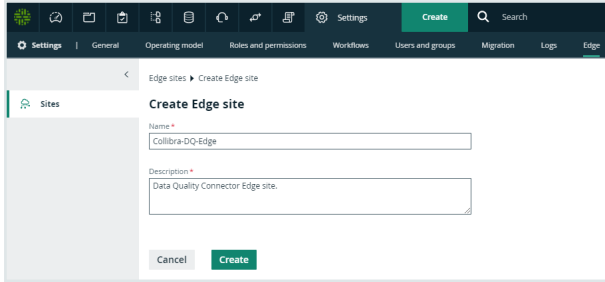 Settings Create Search
Settings | General Operating model Roles and permissions Workflows Users and groups Migration Logs Edge
Edge sites ▶ Create Edge site
Sites
Create Edge site
Name *
Collibra-DQ-Edge
Description *
Data Quality Connector Edge site.
Cancel Create